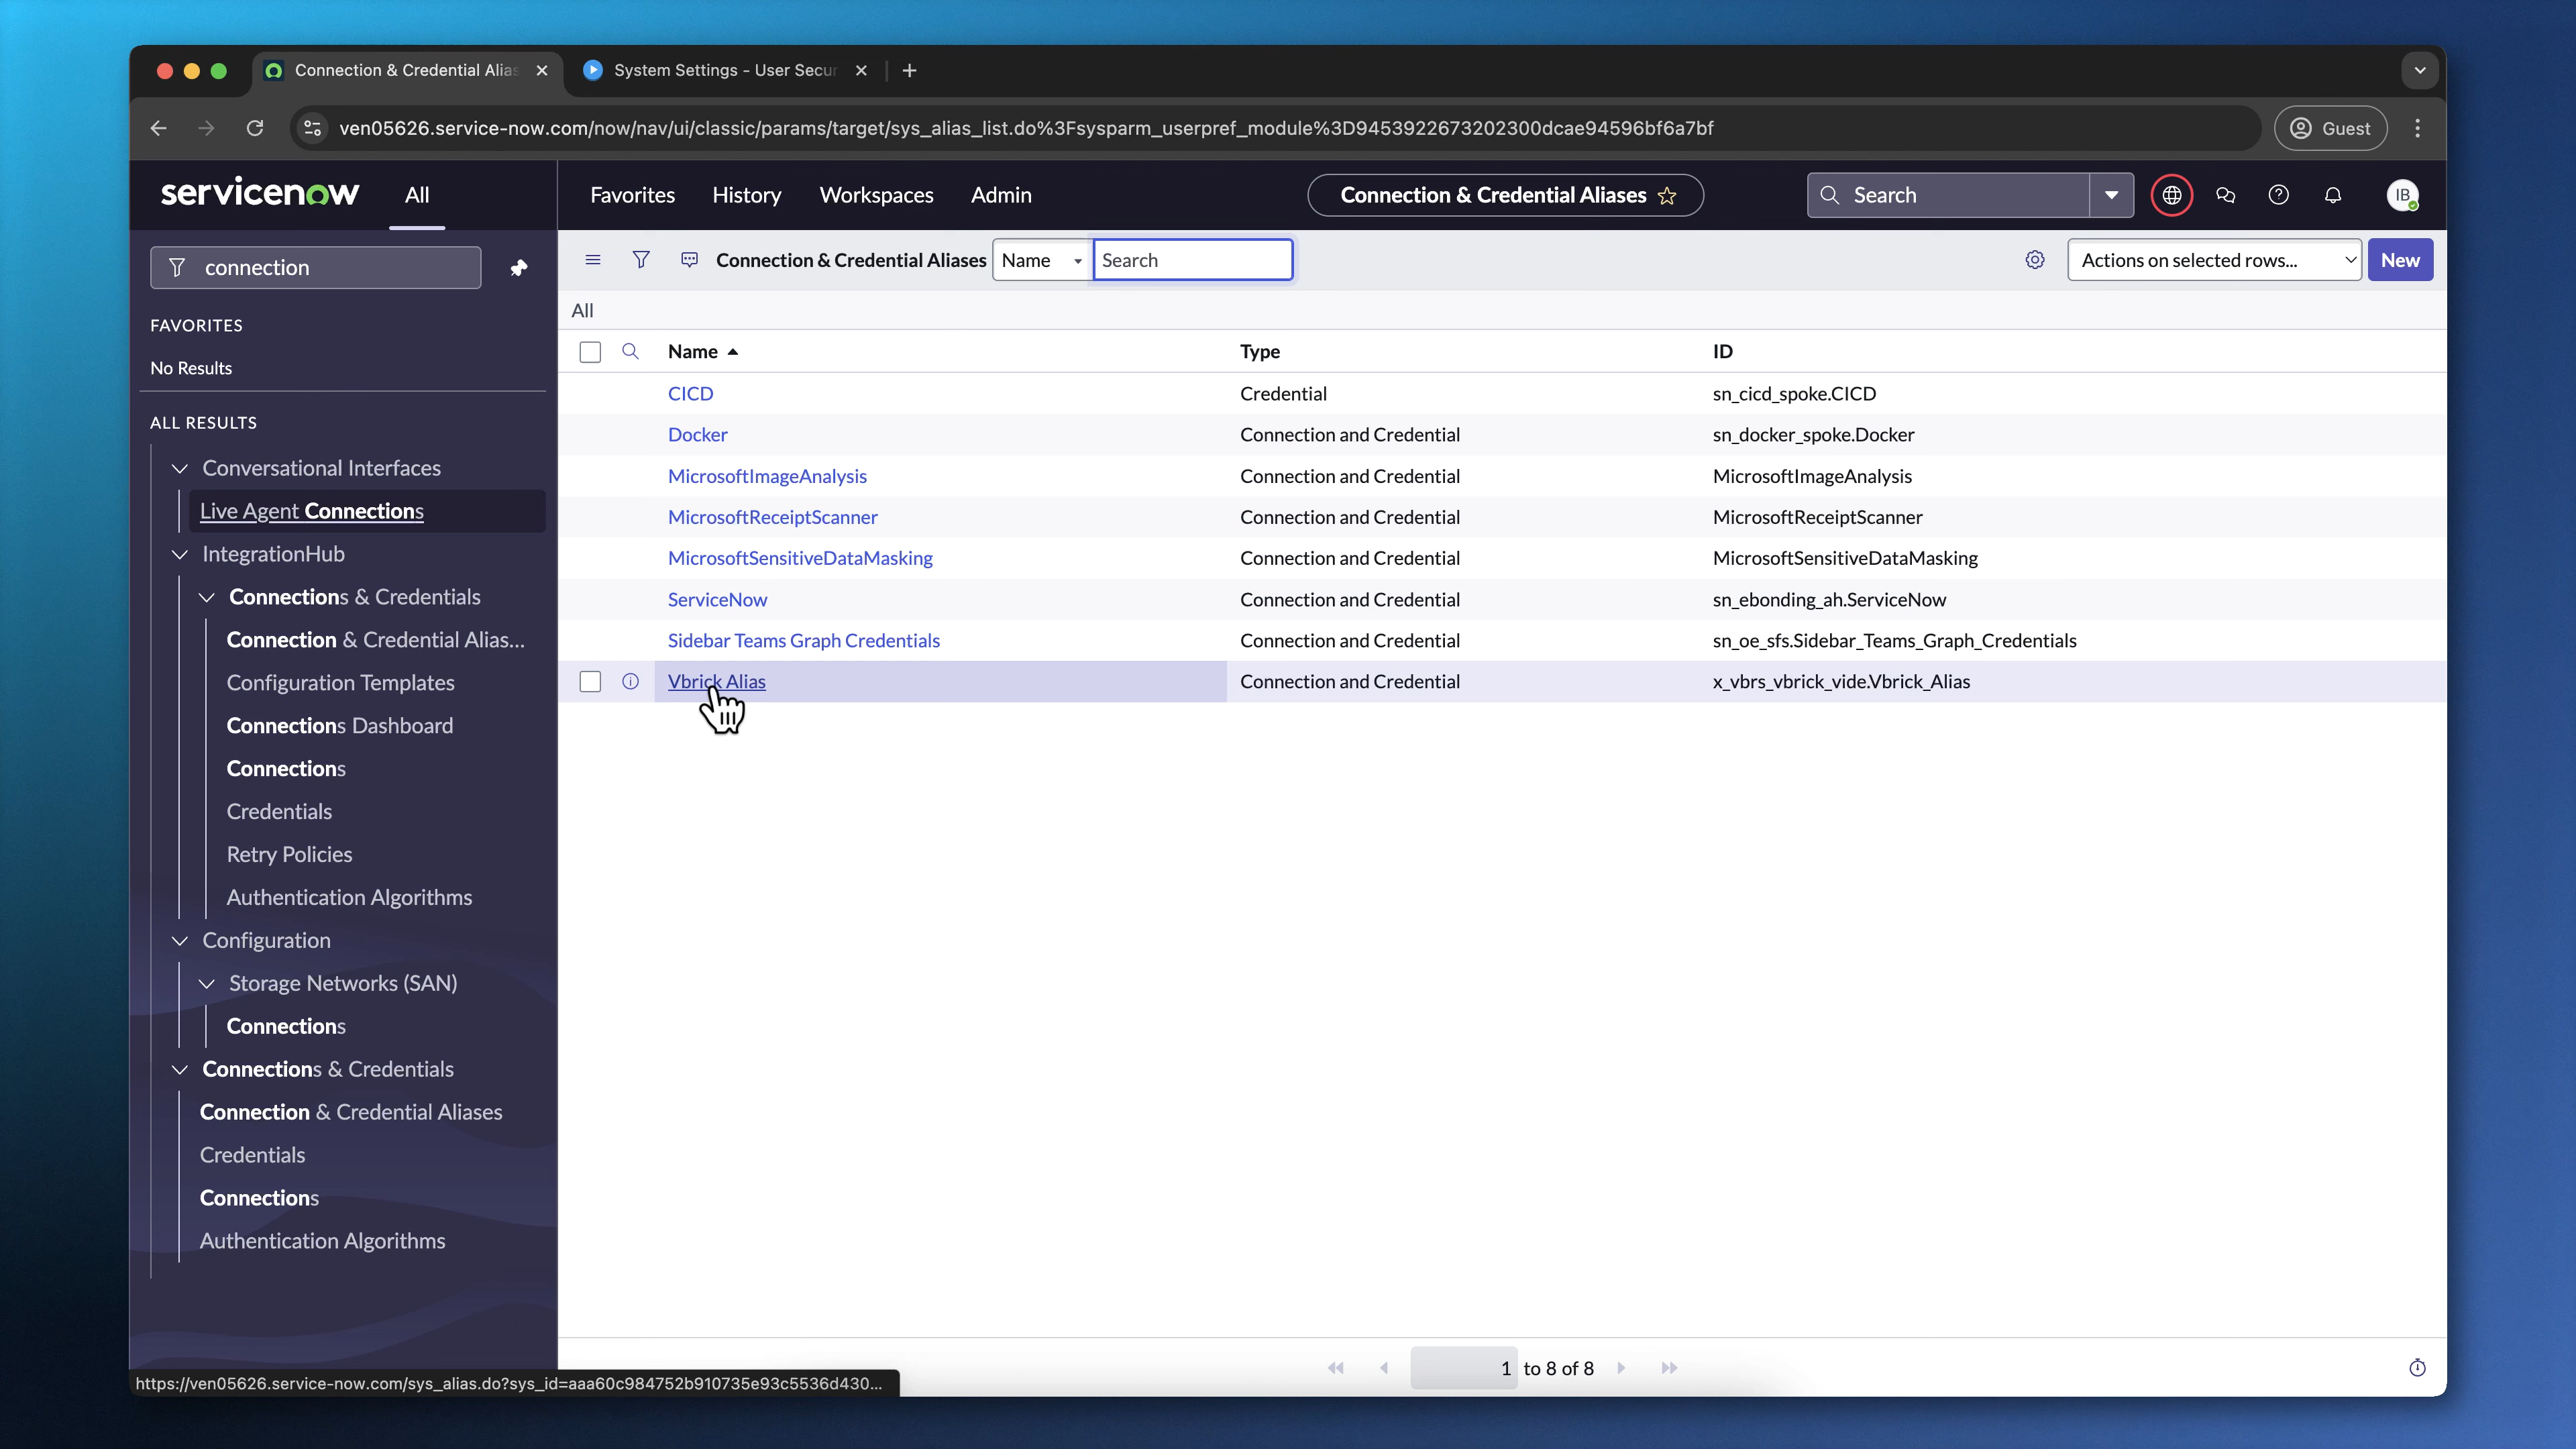 Connection & Credential Alias
System Settings - User Secur
ven05626.service-now.com/now/nav/ui/classic/params/target/sys_alias_list.do%3Fsysparm_userpref_module%3D9453922673202300dcae94596bf6a7bf
Guest
servicenow
All
Favorites
History
Workspaces
Admin
Connection & Credential Aliases
Search
IB
connection
FAVORITES
No Results
ALL RESULTS
Conversational Interfaces
Live Agent Connections
IntegrationHub
Connections & Credentials
Connection & Credential Alias...
Configuration Templates
Connections Dashboard
Connections
Credentials
Retry Policies
Authentication Algorithms
Configuration
Storage Networks (SAN)
Connections
Connections & Credentials
Connection & Credential Aliases
Credentials
Connections
Authentication Algorithms
Connection & Credential Aliases
Name
Search
Actions on selected rows...
New
All
Name Type ID
CICD Credential sn_cicd_spoke.CICD
Docker Connection and Credential sn_docker_spoke.Docker
MicrosoftImageAnalysis Connection and Credential MicrosoftImageAnalysis
MicrosoftReceiptScanner Connection and Credential MicrosoftReceiptScanner
MicrosoftSensitiveDataMasking Connection and Credential MicrosoftSensitiveDataMasking
ServiceNow Connection and Credential sn_ebonding_ah.ServiceNow
Sidebar Teams Graph Credentials Connection and Credential sn_oe_sfs.Sidebar_Teams_Graph_Credentials
Vbrick Alias Connection and Credential x_vbrs_vbrick_vide.Vbrick_Alias
1 to 8 of 8
https://ven05626.service-now.com/sys_alias.do?sys_id=aaa60c984752b910735e93c5536d430...